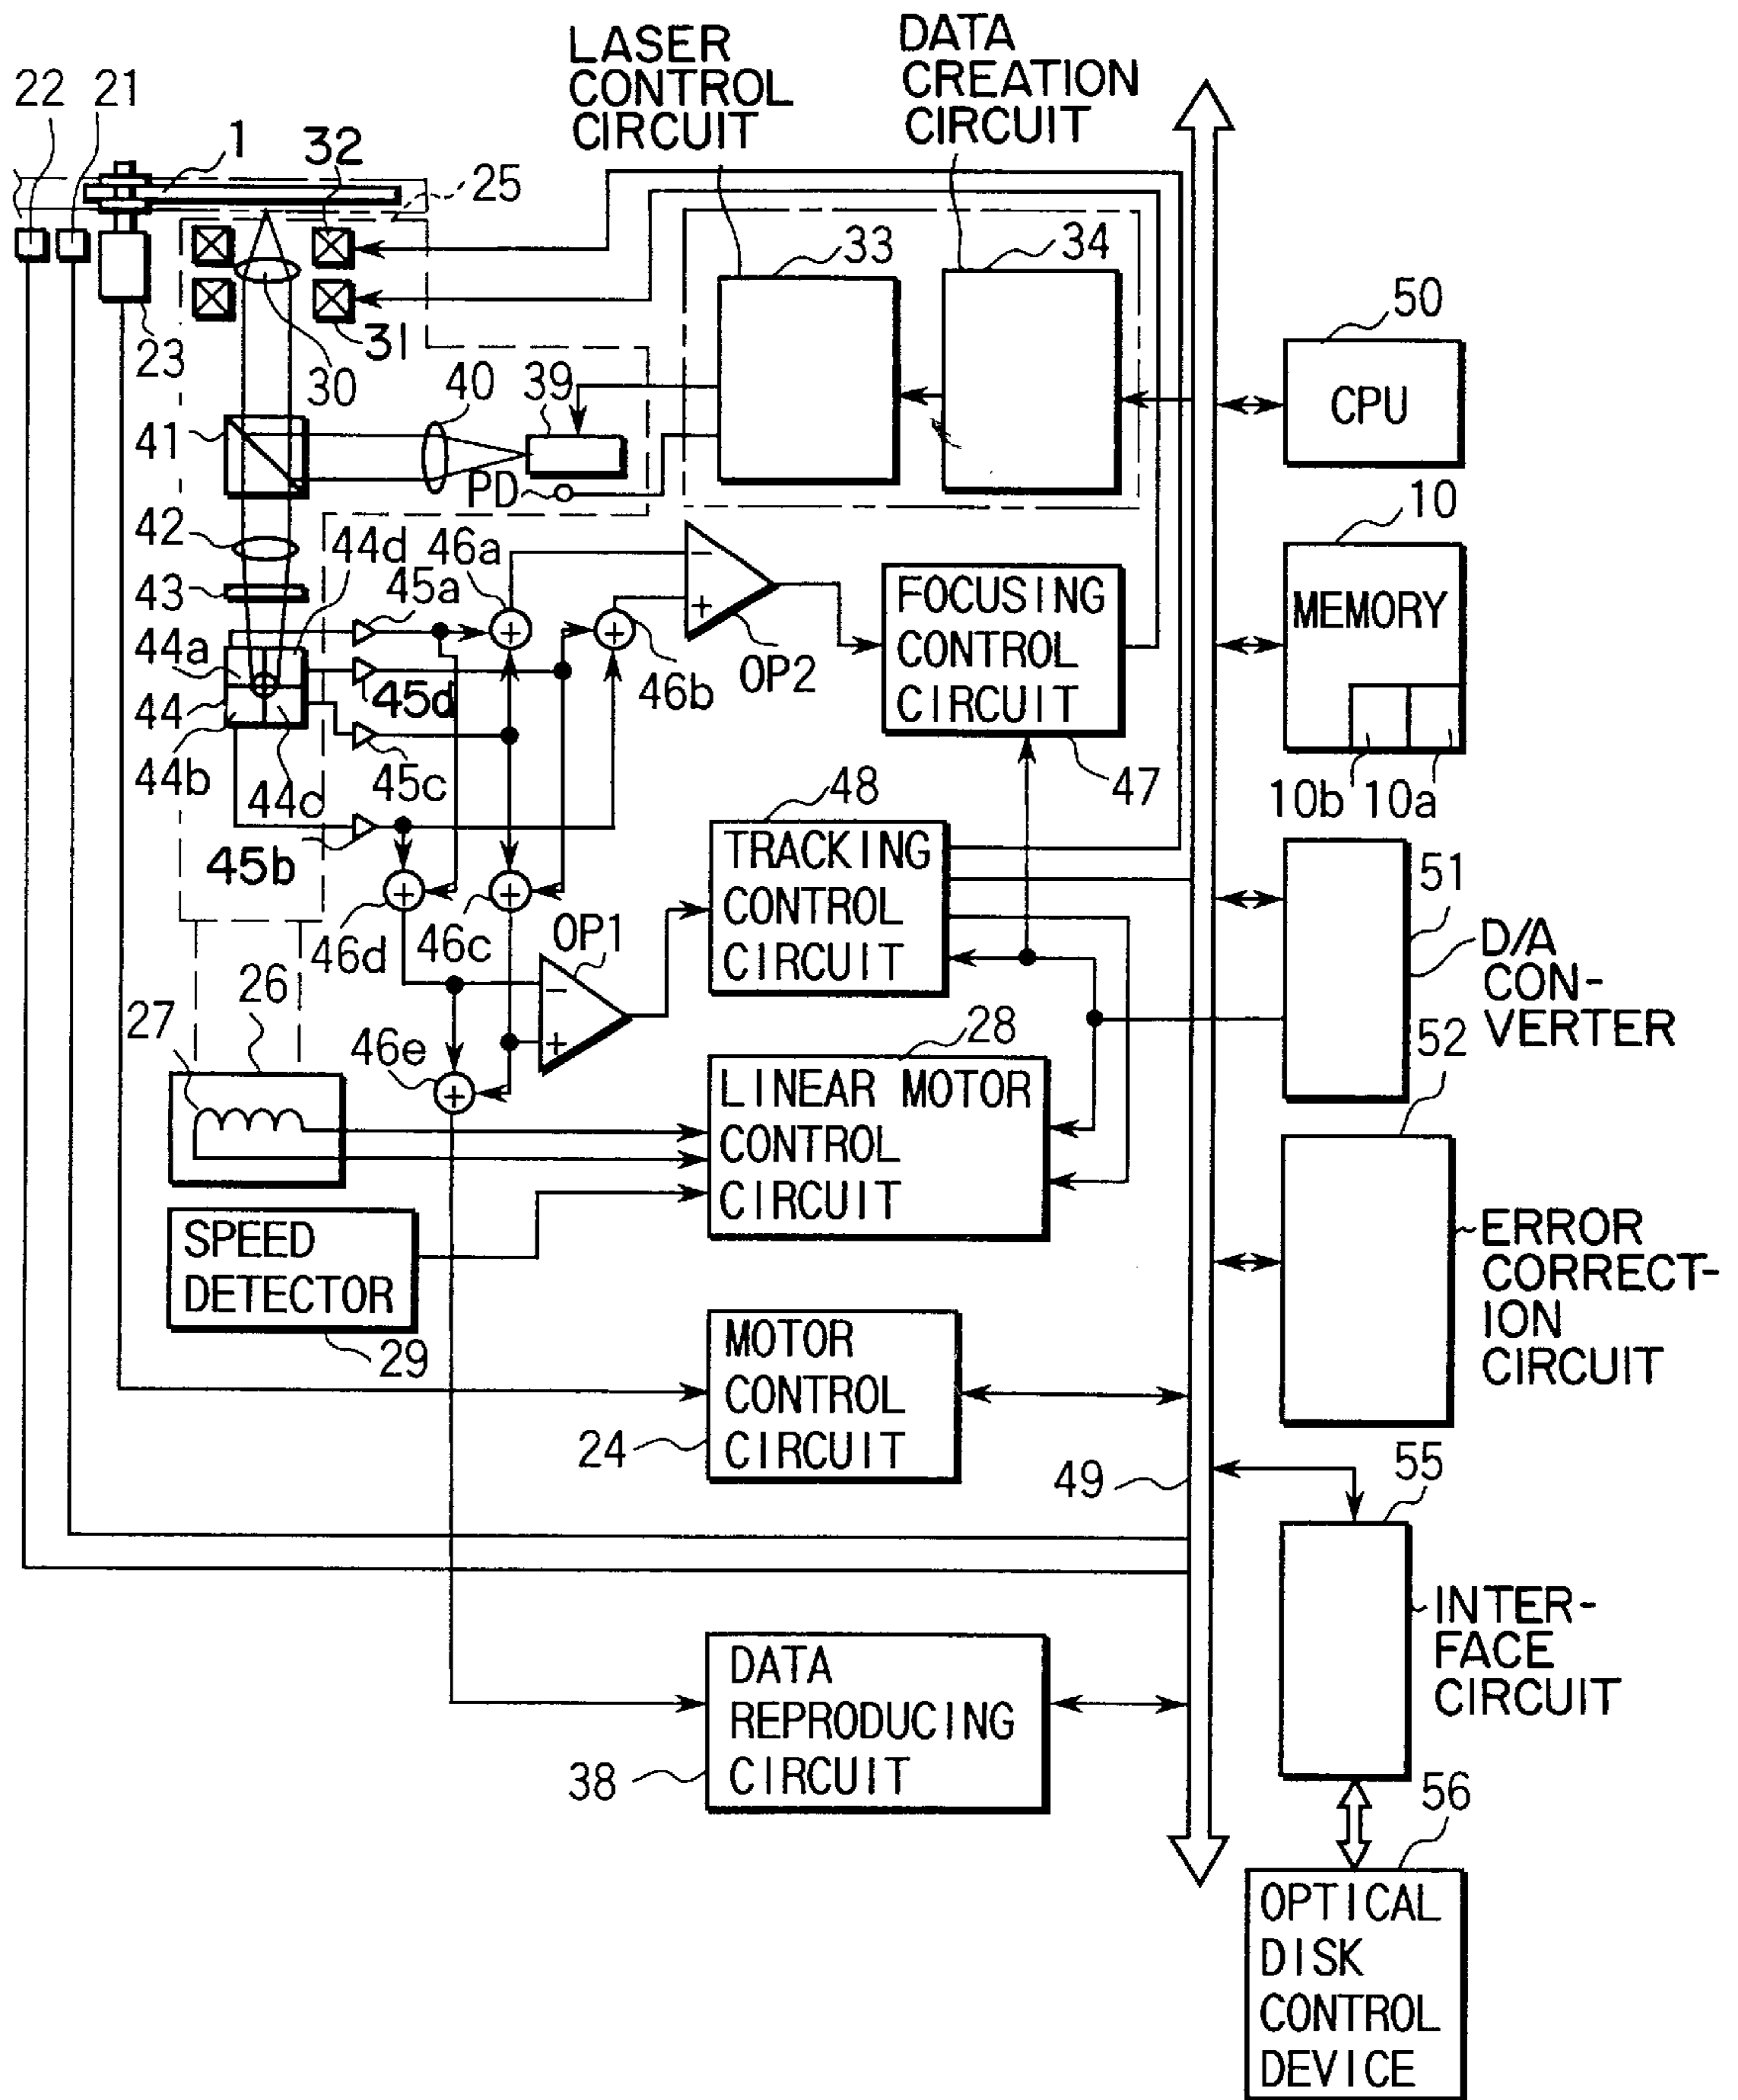 LASER
CONTROL
CIRCUIT
DATA
CREATION
CIRCUIT
22
21
1
32
25
33
34
23
30
31
40
39
41
PD
50
CPU
42
44d
46a
43
45a
44a
45d
44
45c
44b
44c
45b
46b
OP2
−
+
FOCUSING
CONTROL
CIRCUIT
47
10
MEMORY
10b
10a
48
TRACKING
CONTROL
CIRCUIT
51
D/A
CON-
VERTER
46d
46c
OP1
−
+
26
27
46e
28
LINEAR MOTOR
CONTROL
CIRCUIT
52
ERROR
CORRECT-
ION
CIRCUIT
SPEED
DETECTOR
29
MOTOR
CONTROL
CIRCUIT
24
49
55
INTER-
FACE
CIRCUIT
DATA
REPRODUCING
CIRCUIT
38
56
OPTICAL
DISK
CONTROL
DEVICE